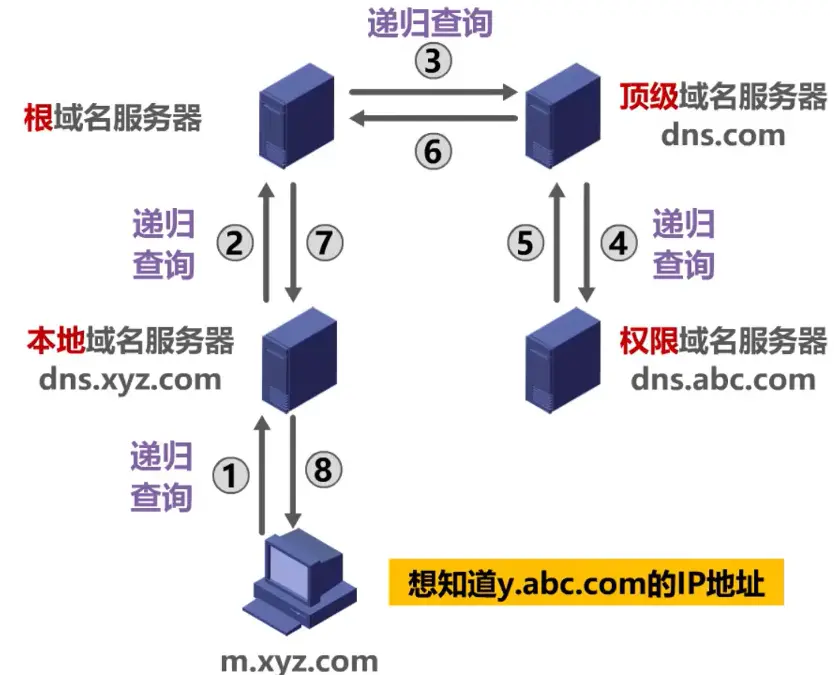 递归查询
③
根域名服务器
顶级域名服务器
dns.com
⑥
递归
查询
②
⑦
⑤
④
递归
查询
本地域名服务器
dns.xyz.com
权限域名服务器
dns.abc.com
递归
查询
①
⑧
想知道y.abc.com的IP地址
m.xyz.com